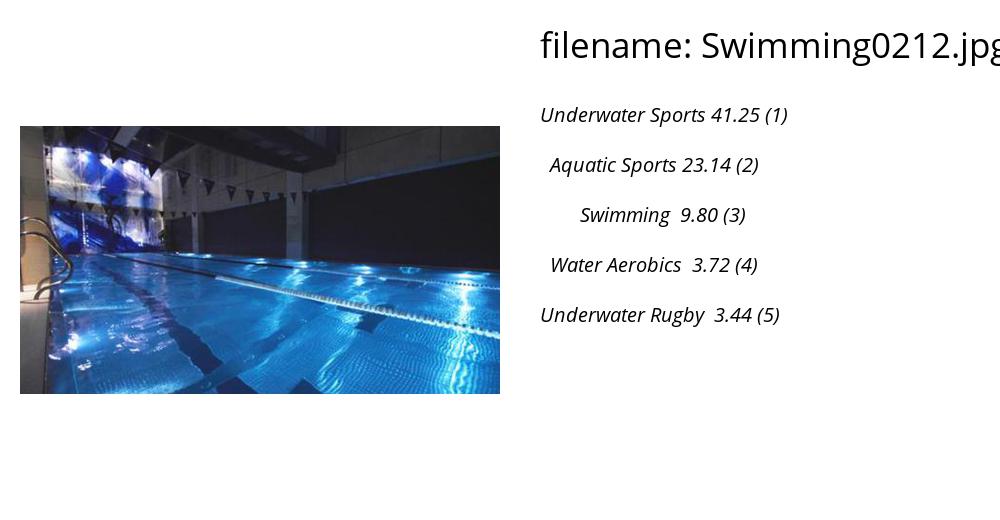 filename: Swimming0212.jpg
Underwater Sports 41.25 (1)
Aquatic Sports 23.14 (2)
Swimming 9.80 (3)
Water Aerobics 3.72 (4)
Underwater Rugby 3.44 (5)